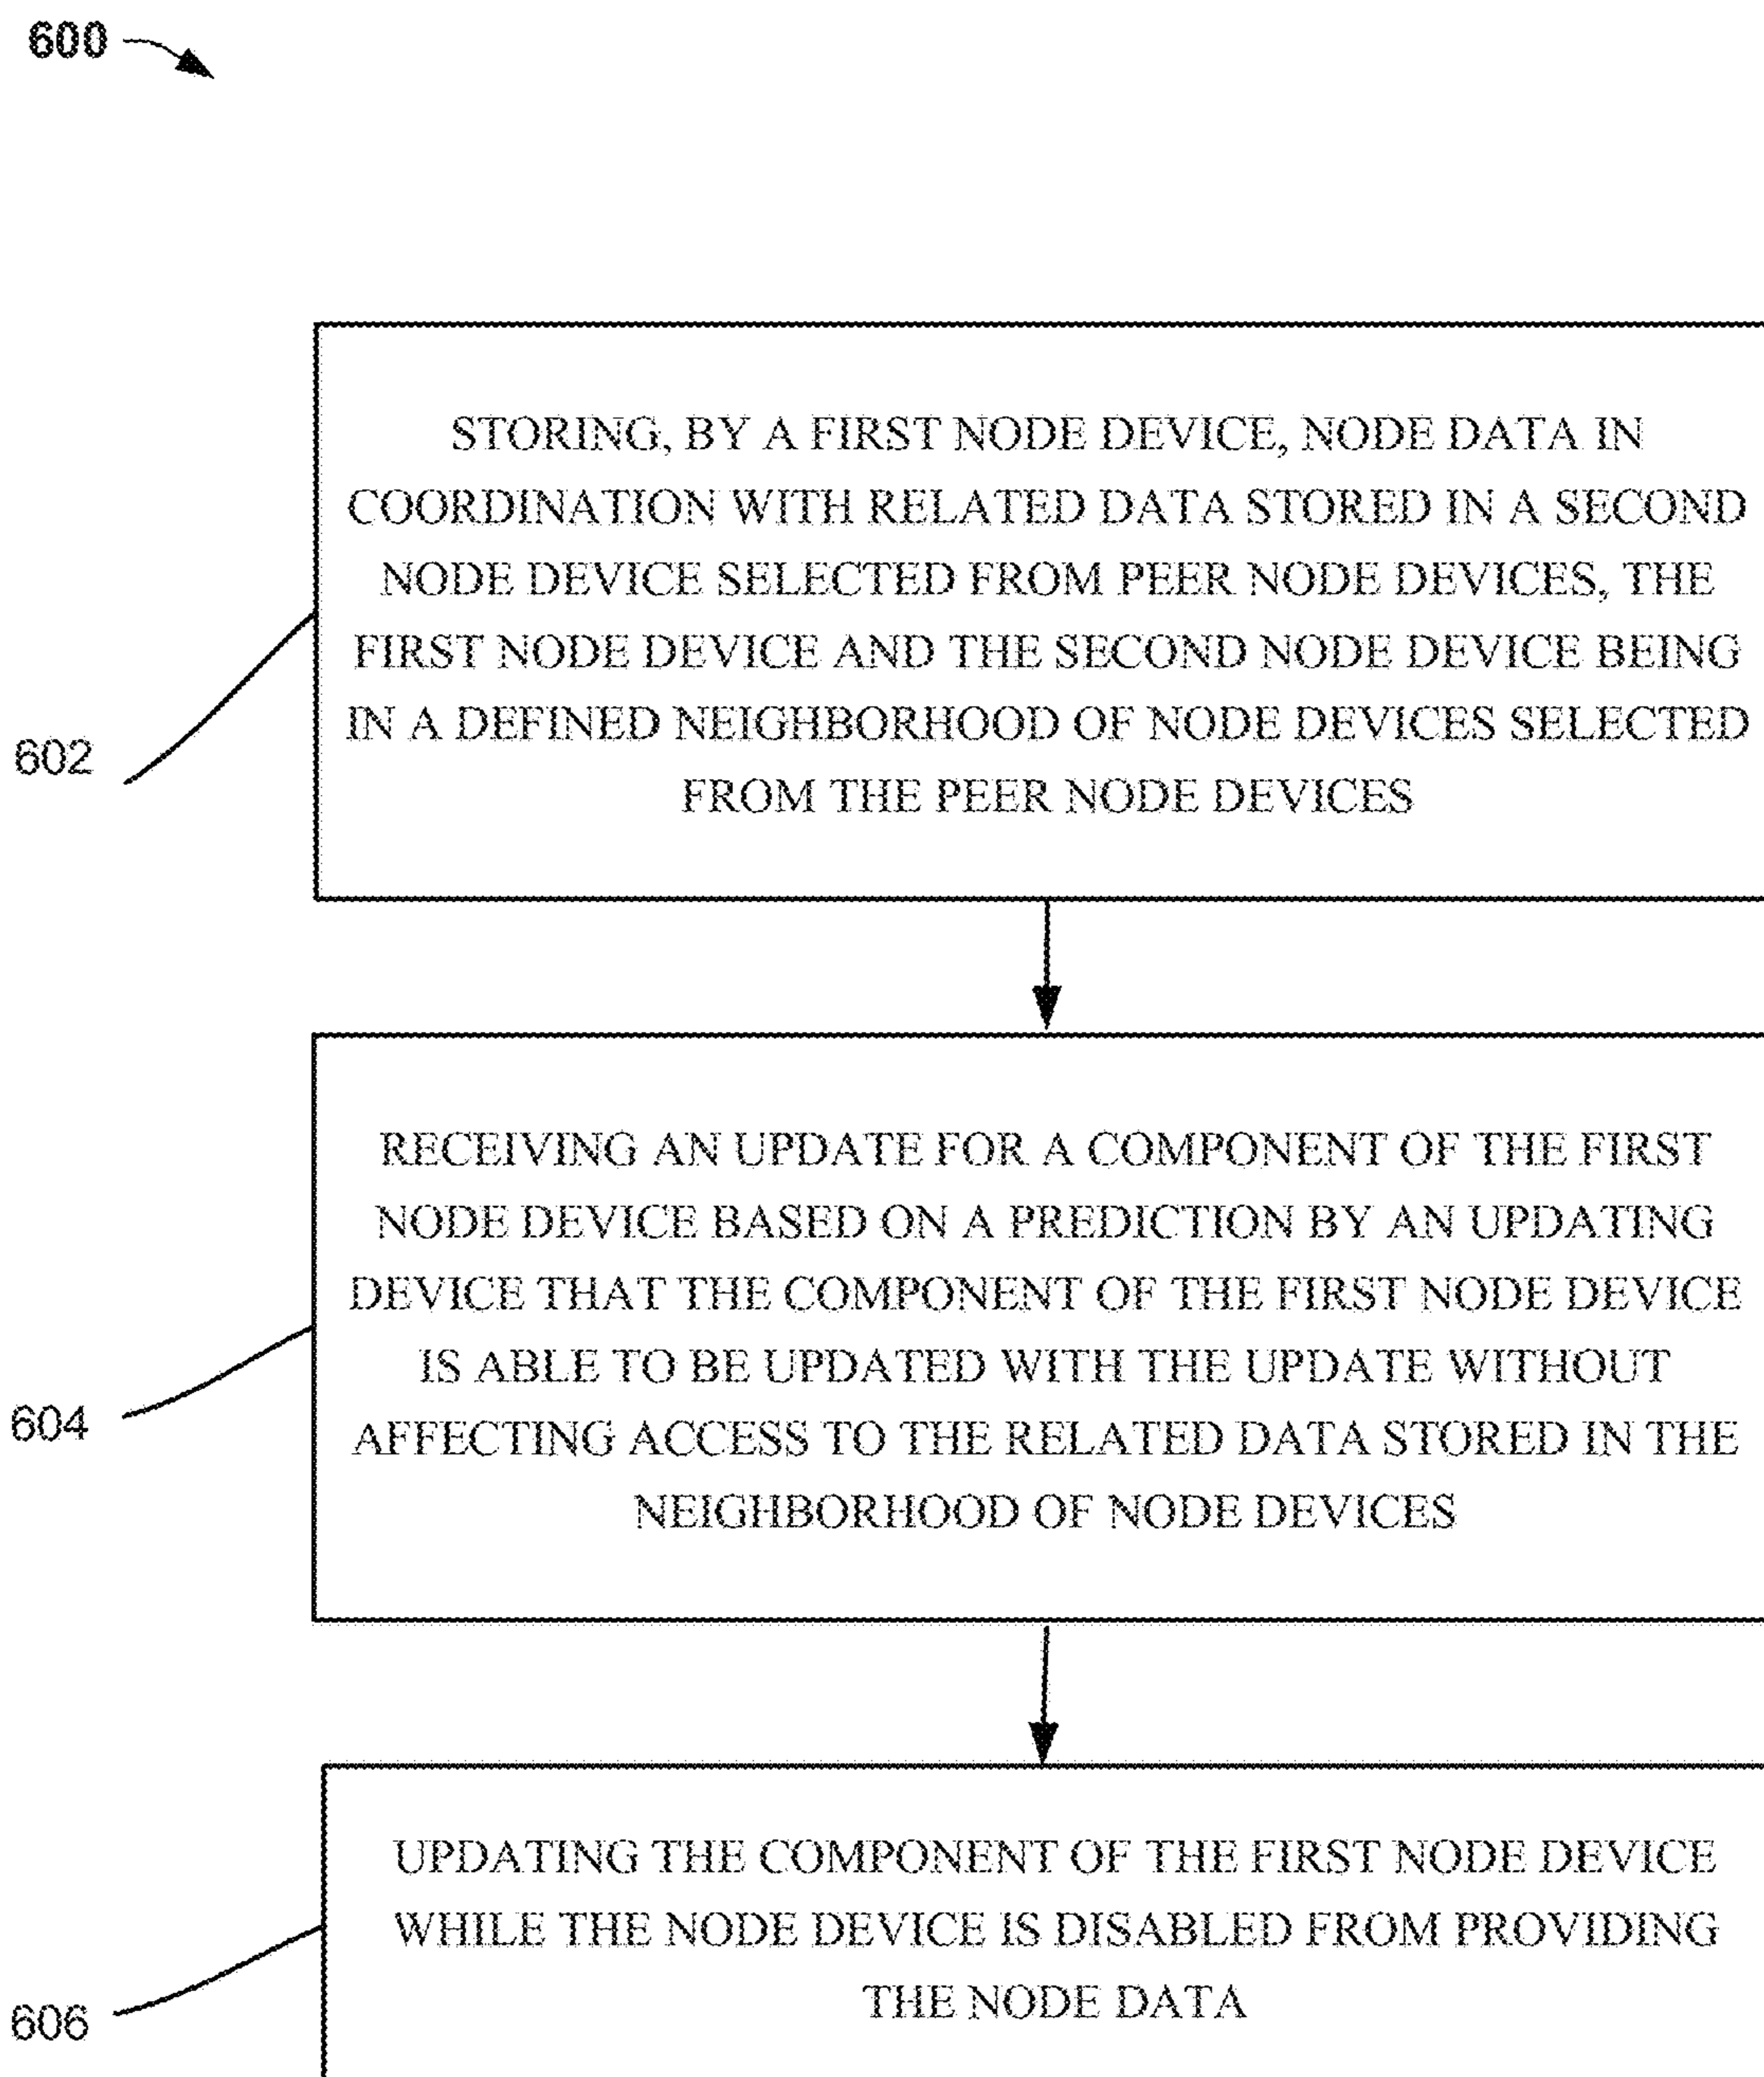 600
STORING, BY A FIRST NODE DEVICE, NODE DATA IN
COORDINATION WITH RELATED DATA STORED IN A SECOND
NODE DEVICE SELECTED FROM PEER NODE DEVICES, THE
FIRST NODE DEVICE AND THE SECOND NODE DEVICE BEING
IN A DEFINED NEIGHBORHOOD OF NODE DEVICES SELECTED
FROM THE PEER NODE DEVICES
602
RECEIVING AN UPDATE FOR A COMPONENT OF THE FIRST
NODE DEVICE BASED ON A PREDICTION BY AN UPDATING
DEVICE THAT THE COMPONENT OF THE FIRST NODE DEVICE
IS ABLE TO BE UPDATED WITH THE UPDATE WITHOUT
AFFECTING ACCESS TO THE RELATED DATA STORED IN THE
NEIGHBORHOOD OF NODE DEVICES
604
UPDATING THE COMPONENT OF THE FIRST NODE DEVICE
WHILE THE NODE DEVICE IS DISABLED FROM PROVIDING
THE NODE DATA
606